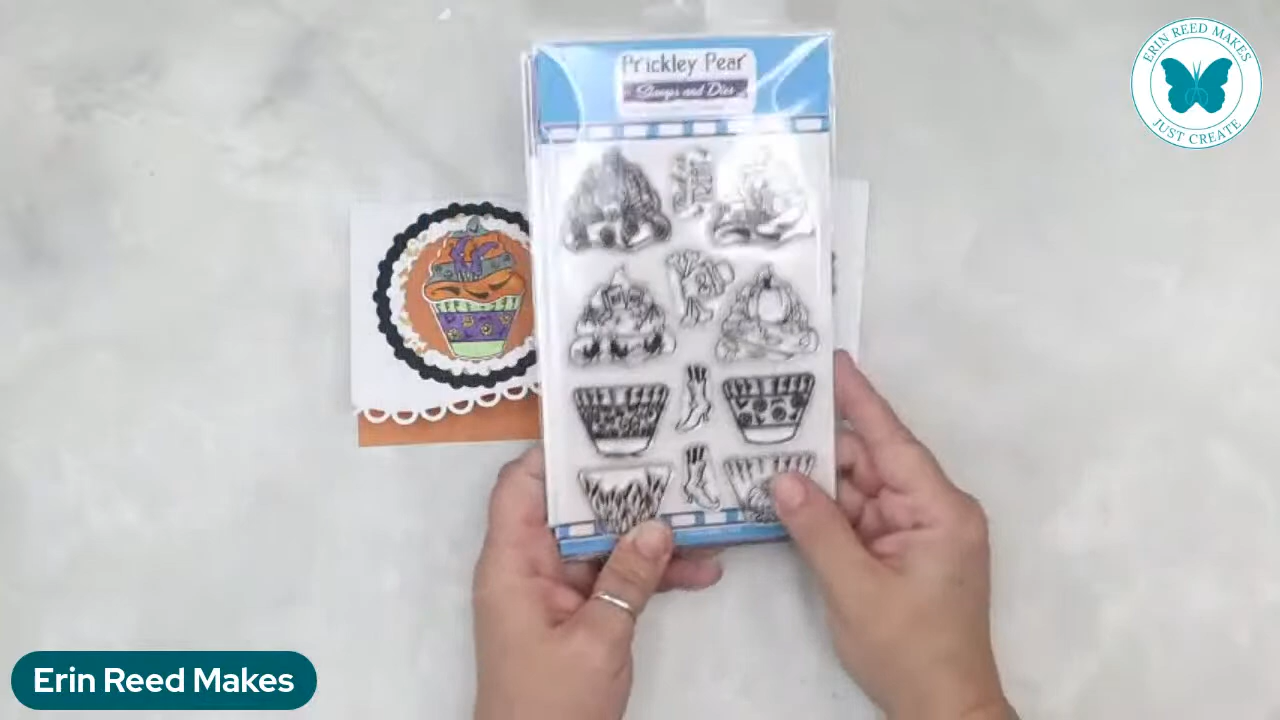 Prickley Pear
Stamps and Dies
ERIN REED MAKES
JUST CREATE
Erin Reed Makes